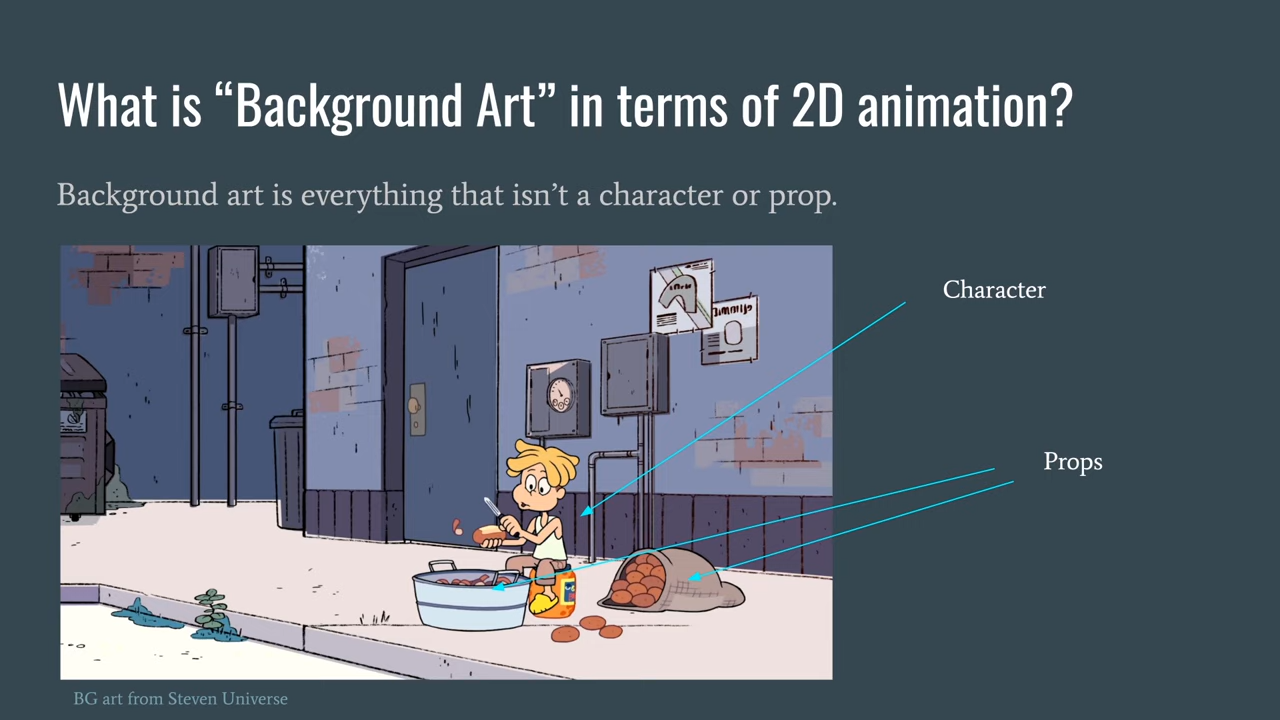 What is “Background Art” in terms of 2D animation?
Background art is everything that isn’t a character or prop.
Character
Props
BG art from Steven Universe